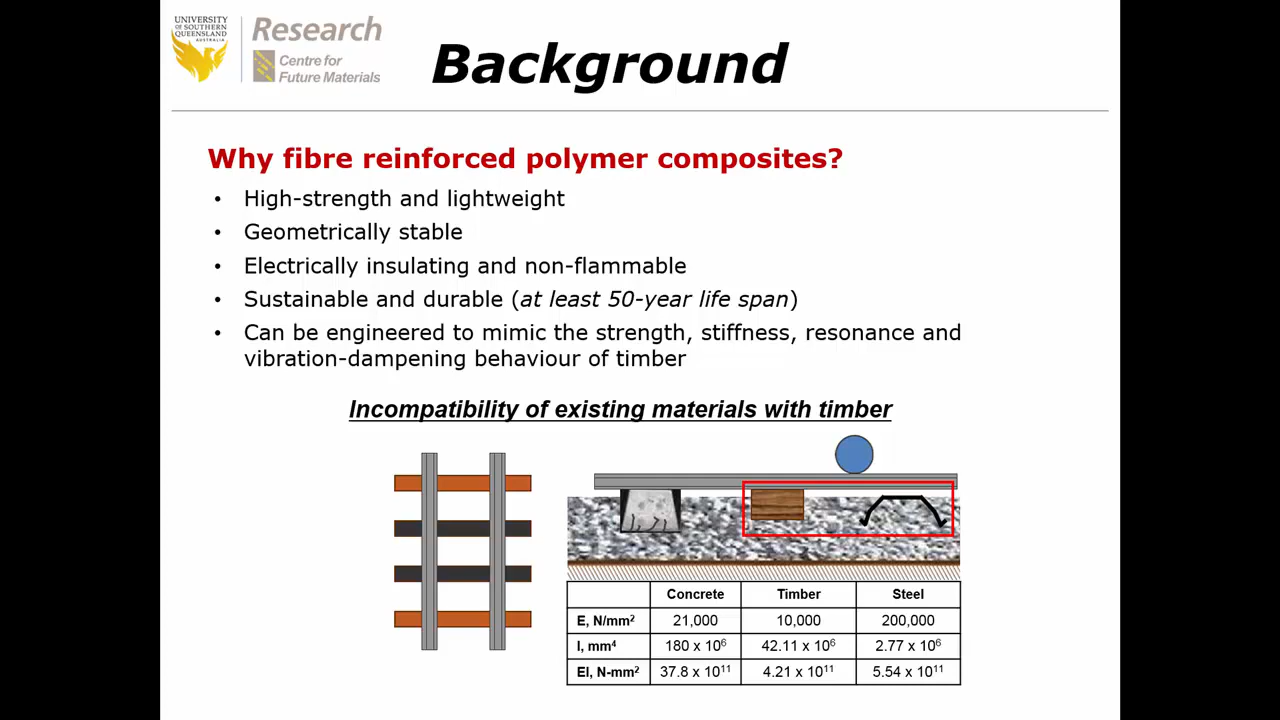 UNIVERSITY
OF SOUTHERN
QUEENSLAND
AUSTRALIA
Research
Centre for
Future Materials
Background
Why fibre reinforced polymer composites?
• High-strength and lightweight
• Geometrically stable
• Electrically insulating and non-flammable
• Sustainable and durable (at least 50-year life span)
• Can be engineered to mimic the strength, stiffness, resonance and
vibration-dampening behaviour of timber
Incompatibility of existing materials with timber
Concrete Timber Steel
E, N/mm² 21,000 10,000 200,000
I, mm⁴ 180 x 10⁶ 42.11 x 10⁶ 2.77 x 10⁶
EI, N-mm² 37.8 x 10¹¹ 4.21 x 10¹¹ 5.54 x 10¹¹